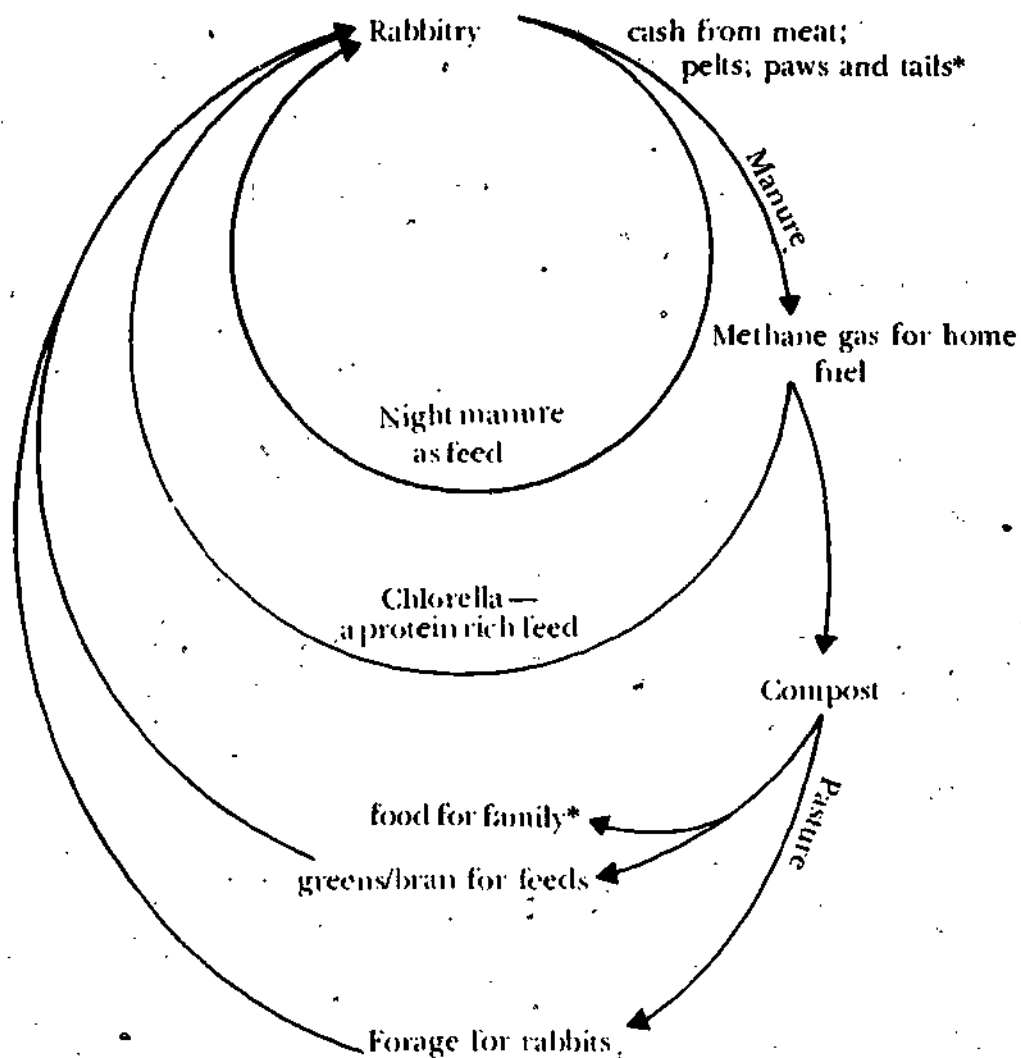 Rabbitry
cash from meat;
pelts; paws and tails*
Manure
Methane gas for home
fuel
Night manure
as feed
Chlorella —
a protein rich feed
Compost
Pasture
food for family*
greens/bran for feeds
Forage for rabbits